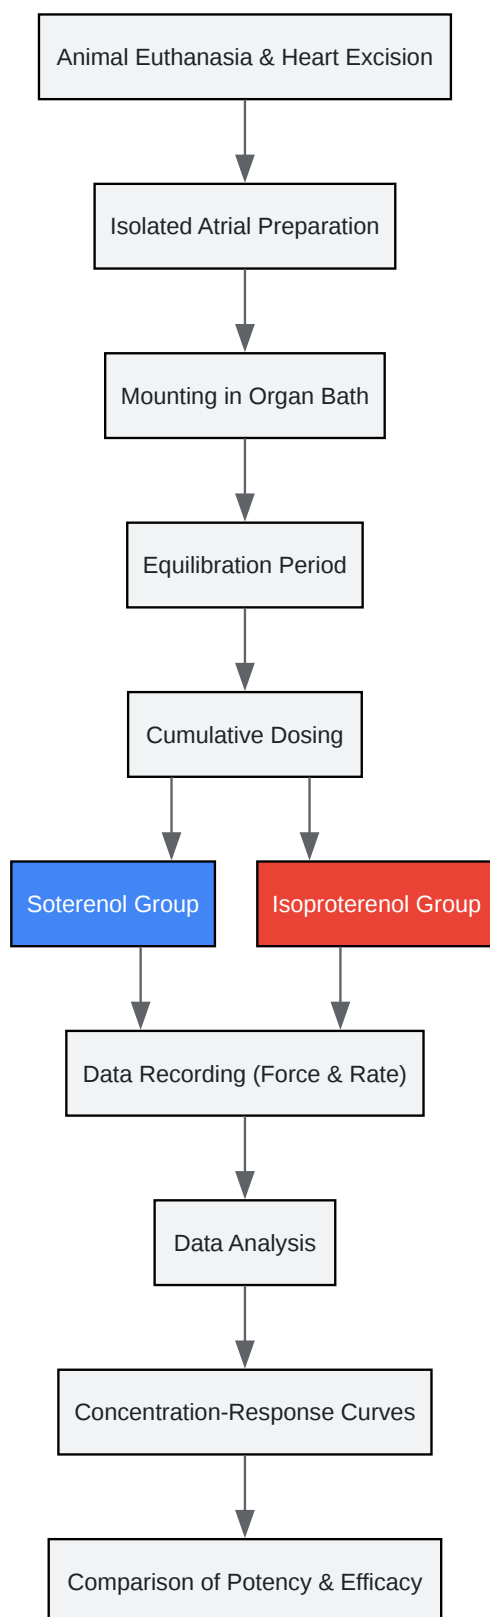 Animal Euthanasia & Heart Excision
Isolated Atrial Preparation
Mounting in Organ Bath
Equilibration Period
Cumulative Dosing
Soterenol Group
Isoproterenol Group
Data Recording (Force & Rate)
Data Analysis
Concentration-Response Curves
Comparison of Potency & Efficacy